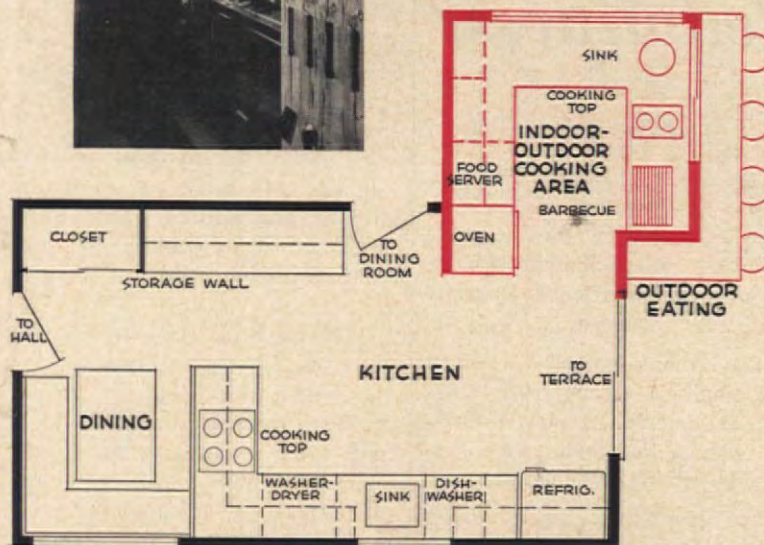 SINK
COOKING
TOP
INDOOR-
OUTDOOR
COOKING
AREA
FOOD
SERVER
BARBECUE
OVEN
CLOSET
TO
DINING
ROOM
STORAGE WALL
OUTDOOR
EATING
TO
HALL
KITCHEN
TO
TERRACE
DINING
COOKING
TOP
WASHER-
DRYER
SINK
DISH-
WASHER
REFRIG.